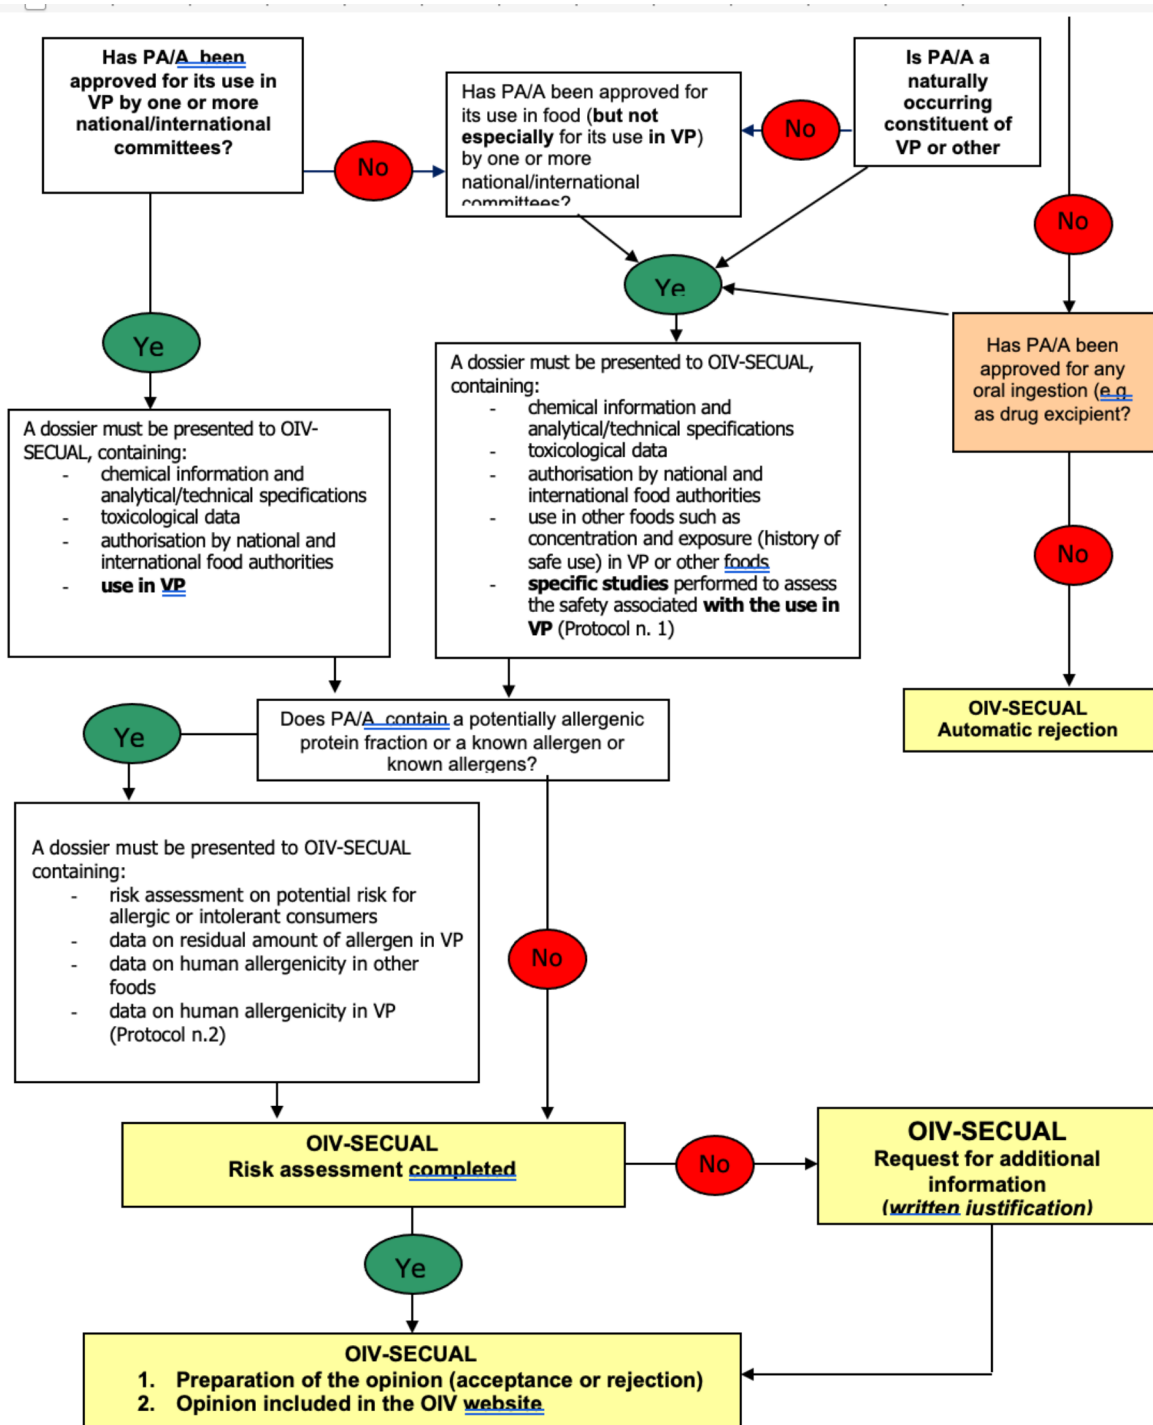 Has PA/A been
approved for its use in
VP by one or more
national/international
committees?
No
Has PA/A been approved for
its use in food (but not
especially for its use in VP)
by one or more
national/international
committees?
No
Is PA/A a
naturally
occurring
constituent of
VP or other
No
Ye
Ye
Has PA/A been
approved for any
oral ingestion (e.g.
as drug excipient?
A dossier must be presented to OIV-
SECUAL, containing:
- chemical information and
analytical/technical specifications
- toxicological data
- authorisation by national and
international food authorities
- use in VP
A dossier must be presented to OIV-SECUAL,
containing:
- chemical information and
analytical/technical specifications
- toxicological data
- authorisation by national and
international food authorities
- use in other foods such as
concentration and exposure (history of
safe use) in VP or other foods
- specific studies performed to assess
the safety associated with the use in
VP (Protocol n. 1)
No
OIV-SECUAL
Automatic rejection
Ye
Does PA/A contain a potentially allergenic
protein fraction or a known allergen or
known allergens?
A dossier must be presented to OIV-SECUAL
containing:
- risk assessment on potential risk for
allergic or intolerant consumers
- data on residual amount of allergen in VP
- data on human allergenicity in other
foods
- data on human allergenicity in VP
(Protocol n.2)
No
OIV-SECUAL
Risk assessment completed
No
OIV-SECUAL
Request for additional
information
(written justification)
Ye
OIV-SECUAL
1. Preparation of the opinion (acceptance or rejection)
2. Opinion included in the OIV website